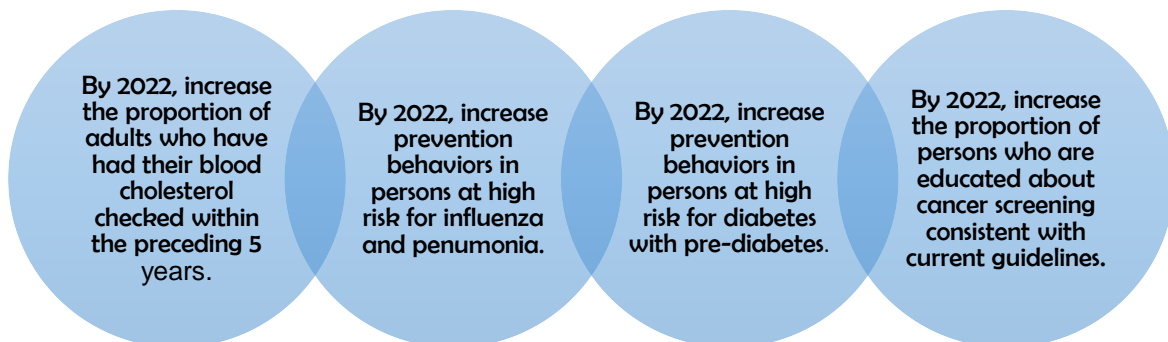 By 2022, increase
the proportion of
adults who have
had their blood
cholesterol
checked within
the preceding 5
years.
By 2022, increase
prevention
behaviors in
persons at high
risk for influenza
and penumonia.
By 2022, increase
prevention
behaviors in
persons at high
risk for diabetes
with pre-diabetes.
By 2022, increase
the proportion of
persons who are
educated about
cancer screening
consistent with
current guidelines.